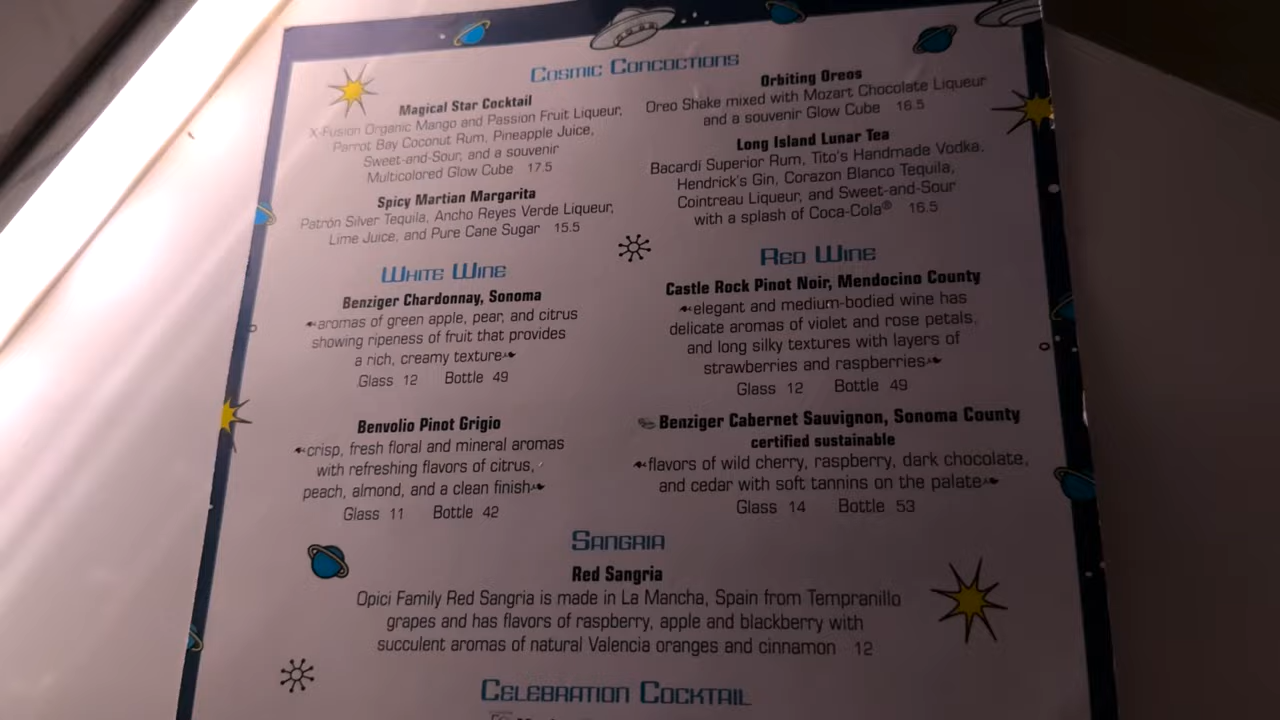 Cosmic Concoctions
Magical Star Cocktail
X-Fusion Organic Mango and Passion Fruit Liqueur,
Parrot Bay Coconut Rum, Pineapple Juice,
Sweet-and-Sour, and a souvenir
Multicolored Glow Cube 17.5
Spicy Martian Margarita
Patrón Silver Tequila, Ancho Reyes Verde Liqueur,
Lime Juice, and Pure Cane Sugar 15.5
Orbiting Oreos
Oreo Shake mixed with Mozart Chocolate Liqueur
and a souvenir Glow Cube 16.5
Long Island Lunar Tea
Bacardi Superior Rum, Tito's Handmade Vodka,
Hendrick's Gin, Corazon Blanco Tequila,
Cointreau Liqueur, and Sweet-and-Sour
with a splash of Coca-Cola® 16.5
White Wine
Benziger Chardonnay, Sonoma
aromas of green apple, pear, and citrus
showing ripeness of fruit that provides
a rich, creamy texture
Glass 12 Bottle 49
Benvolio Pinot Grigio
crisp, fresh floral and mineral aromas
with refreshing flavors of citrus,
peach, almond, and a clean finish
Glass 11 Bottle 42
Red Wine
Castle Rock Pinot Noir, Mendocino County
elegant and medium-bodied wine has
delicate aromas of violet and rose petals,
and long silky textures with layers of
strawberries and raspberries
Glass 12 Bottle 49
Benziger Cabernet Sauvignon, Sonoma County
certified sustainable
flavors of wild cherry, raspberry, dark chocolate,
and cedar with soft tannins on the palate
Glass 14 Bottle 53
Sangria
Red Sangria
Opici Family Red Sangria is made in La Mancha, Spain from Tempranillo
grapes and has flavors of raspberry, apple and blackberry with
succulent aromas of natural Valencia oranges and cinnamon 12
Celebration Cocktail